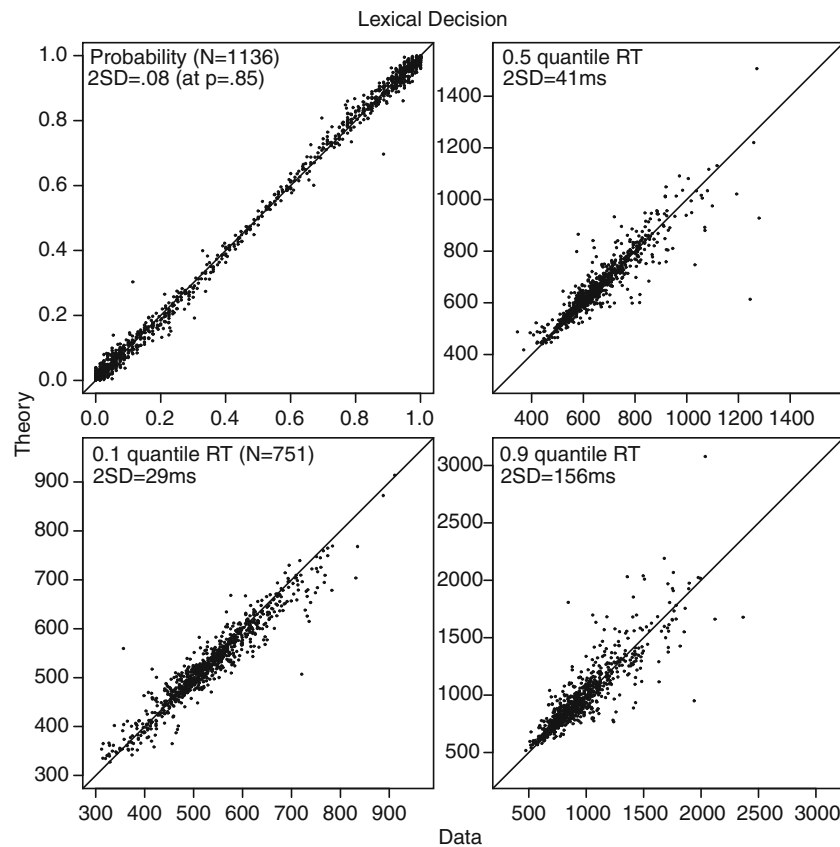 Lexical Decision
Probability (N=1136)
2SD=.08 (at p=.85)
1.0
0.8
0.6
0.4
0.2
0.0
0.0 0.2 0.4 0.6 0.8 1.0
0.5 quantile RT
2SD=41ms
1400
1200
1000
800
600
400
400 600 800 1000 1200 1400
Theory
0.1 quantile RT (N=751)
2SD=29ms
900
800
700
600
500
400
300
300 400 500 600 700 800 900
0.9 quantile RT
2SD=156ms
3000
2500
2000
1500
1000
500
500 1000 1500 2000 2500 3000
Data